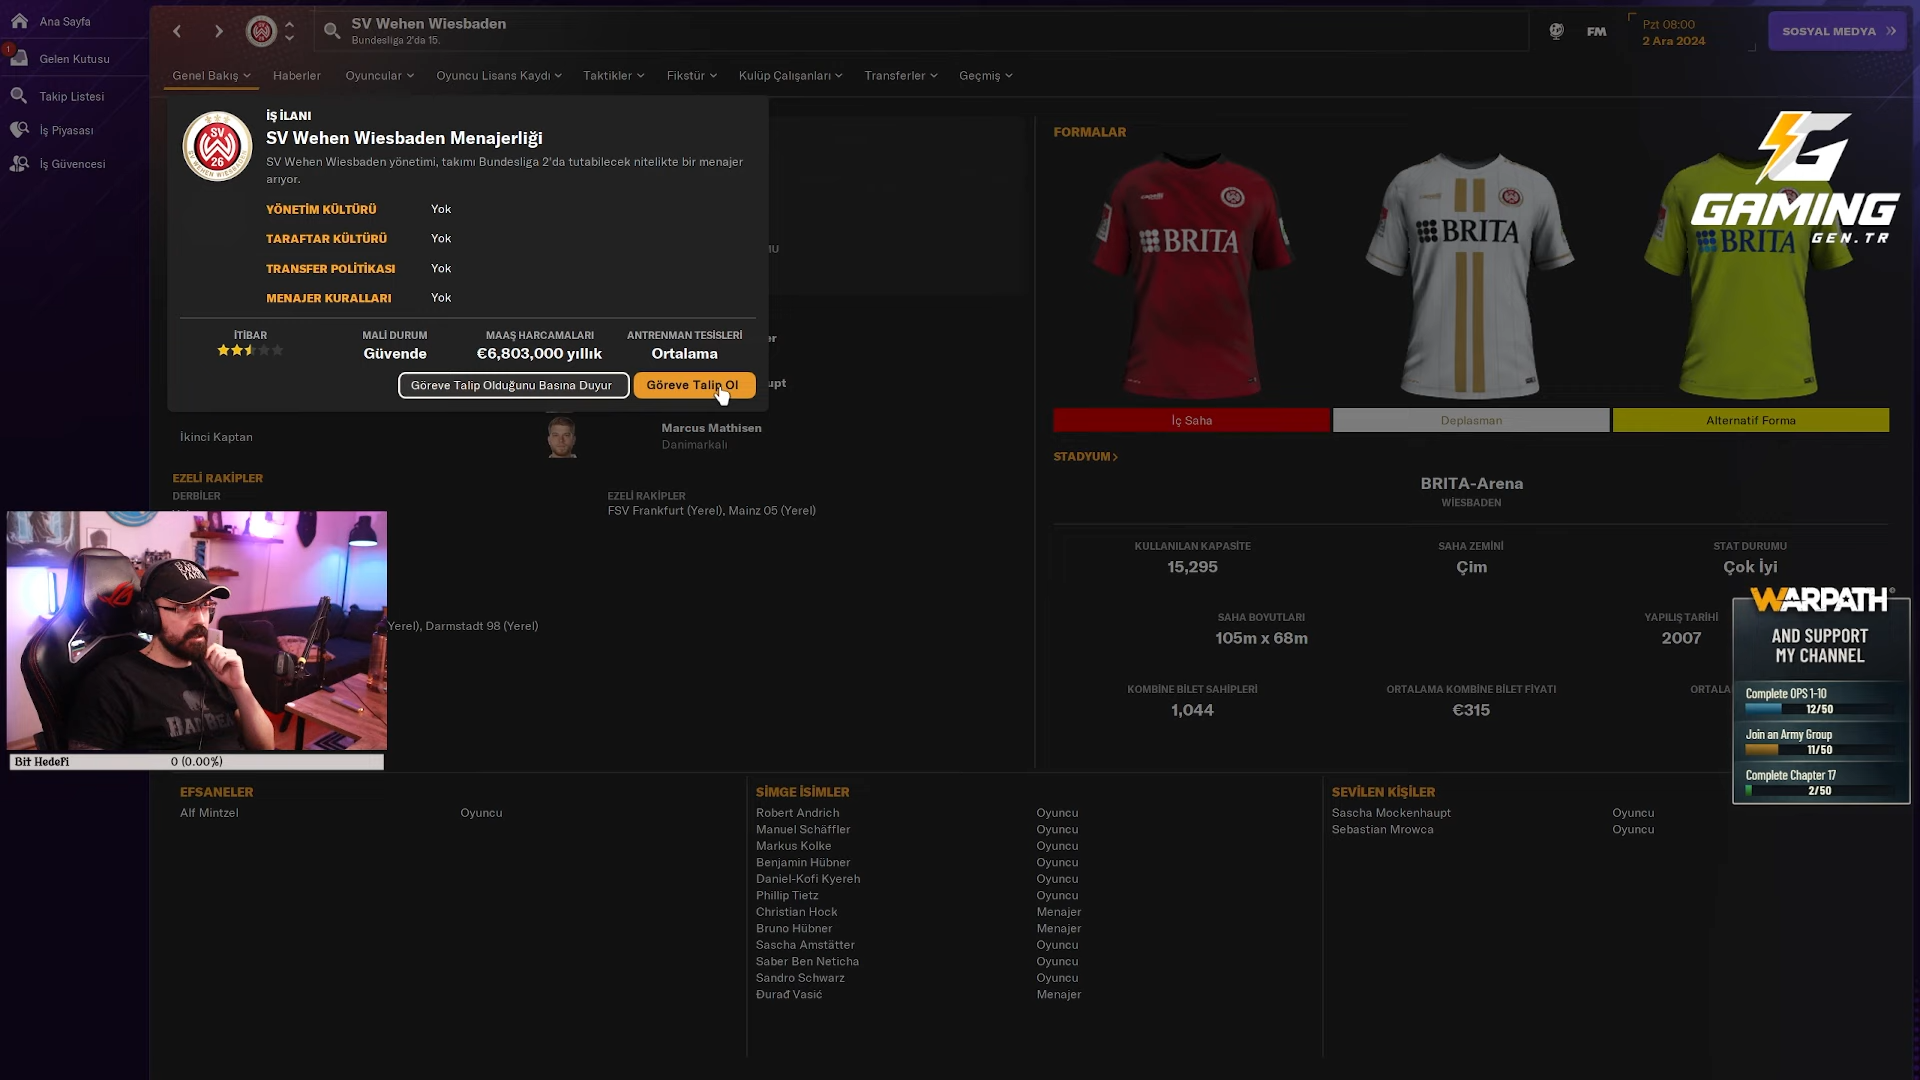 Ana Sayfa
1
Gelen Kutusu
Takip Listesi
İş Piyasası
İş Güvencesi
SV Wehen Wiesbaden
Bundesliga 2'da 15.
FM
Pzt 08:00
2 Ara 2024
SOSYAL MEDYA
Genel Bakış
Haberler
Oyuncular
Oyuncu Lisans Kaydı
Taktikler
Fikstür
Kulüp Çalışanları
Transferler
Geçmiş
İŞ İLANI
SV Wehen Wiesbaden Menajerliği
SV Wehen Wiesbaden yönetimi, takımı Bundesliga 2'da tutabilecek nitelikte bir menajer
arıyor.
SV
26
YÖNETİM KÜLTÜRÜ Yok
TARAFTAR KÜLTÜRÜ Yok
TRANSFER POLİTİKASI Yok
MENAJER KURALLARI Yok
İTİBAR
MALİ DURUM
Güvende
MAAŞ HARCAMALARI
€6,803,000 yıllık
ANTRENMAN TESİSLERİ
Ortalama
Göreve Talip Olduğunu Basına Duyur
Göreve Talip Ol
MU
er
upt
İkinci Kaptan
Marcus Mathisen
Danimarkalı
EZELİ RAKİPLER
DERBİLER
EZELİ RAKİPLER
FSV Frankfurt (Yerel), Mainz 05 (Yerel)
Yerel), Darmstadt 98 (Yerel)
FORMALAR
BRITA
BRITA
BRITA
GAMING
GEN.TR
İç Saha
Deplasman
Alternatif Forma
STADYUM
BRITA-Arena
WİESBADEN
KULLANILAN KAPASİTE
15,295
SAHA ZEMİNİ
Çim
STAT DURUMU
Çok İyi
SAHA BOYUTLARI
105m x 68m
YAPILIŞ TARİHİ
2007
KOMBİNE BİLET SAHİPLERİ
1,044
ORTALAMA KOMBİNE BİLET FİYATI
€315
ORTALA
WARPATH
AND SUPPORT
MY CHANNEL
Complete OPS 1-10
12/50
Join an Army Group
11/50
Complete Chapter 17
2/50
Bit Hedefi 0 (0.00%)
EFSANELER
Alf Mintzel Oyuncu
SİMGE İSİMLER
Robert Andrich Oyuncu
Manuel Schäffler Oyuncu
Markus Kolke Oyuncu
Benjamin Hübner Oyuncu
Daniel-Kofi Kyereh Oyuncu
Phillip Tietz Oyuncu
Christian Hock Menajer
Bruno Hübner Menajer
Sascha Amstätter Oyuncu
Saber Ben Neticha Oyuncu
Sandro Schwarz Oyuncu
Đurađ Vasić Menajer
SEVİLEN KİŞİLER
Sascha Mockenhaupt Oyuncu
Sebastian Mrowca Oyuncu